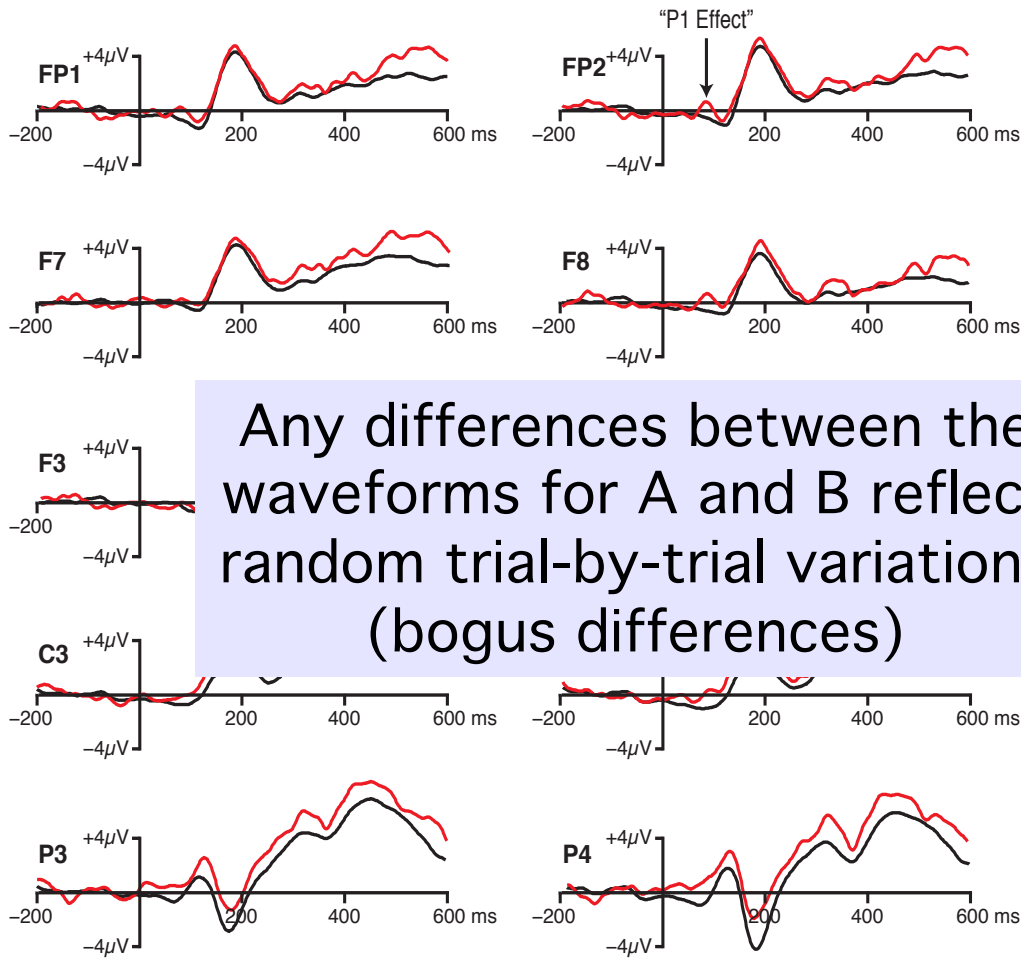 "P1 Effect"
FP1 +4µV
−200 200 400 600 ms
−4µV
FP2 +4µV
−200 200 400 600 ms
−4µV
F7 +4µV
−200 200 400 600 ms
−4µV
F8 +4µV
−200 200 400 600 ms
−4µV
F3 +4µV
−200
−4µV
Any differences between the
waveforms for A and B reflec
random trial-by-trial variation
(bogus differences)
C3 +4µV
−200 200 400 600 ms
−4µV
−200 200 400 600 ms
−4µV
P3 +4µV
−200 200 400 600 ms
−4µV
P4 +4µV
−200 200 400 600 ms
−4µV